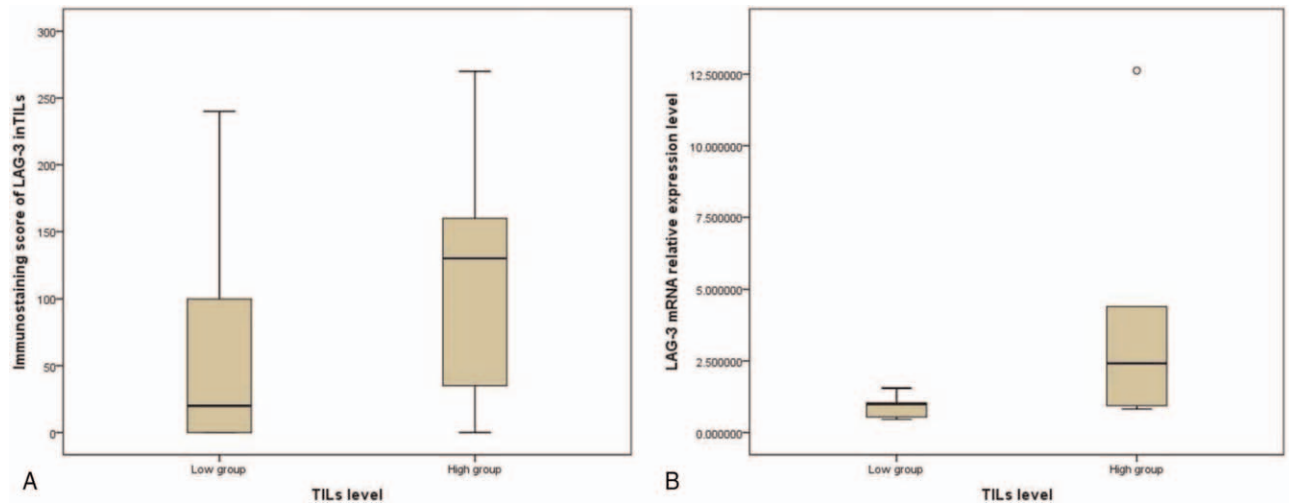 Immunostaining score of LAG-3 inTILs
300
250
200
150
100
50
0
Low group
High group
TILs level
A
LAG-3 mRNA relative expression level
12.500000
10.000000
7.500000
5.000000
2.500000
0.000000
Low group
High group
TILs level
B